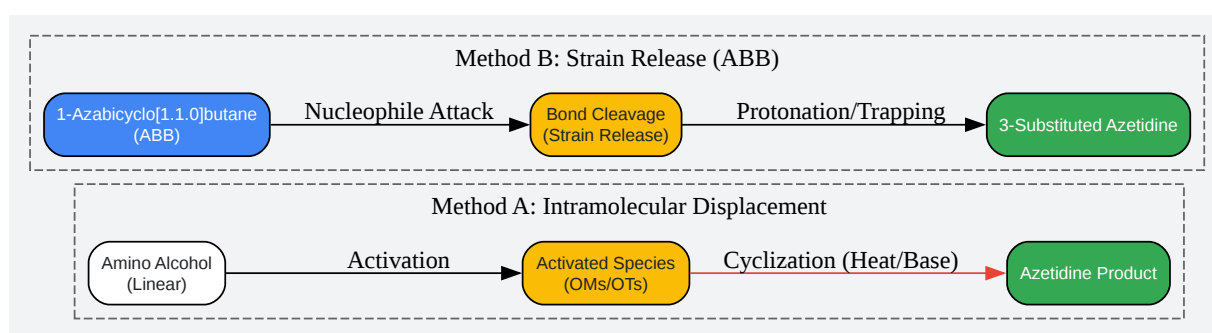 Method B: Strain Release (ABB)
1-Azabicyclo[1.1.0]butane
(ABB)
Nucleophile Attack
Bond Cleavage
(Strain Release)
Protonation/Trapping
3-Substituted Azetidine
Method A: Intramolecular Displacement
Amino Alcohol
(Linear)
Activation
Activated Species
(OMs/OTs)
Cyclization (Heat/Base)
Azetidine Product